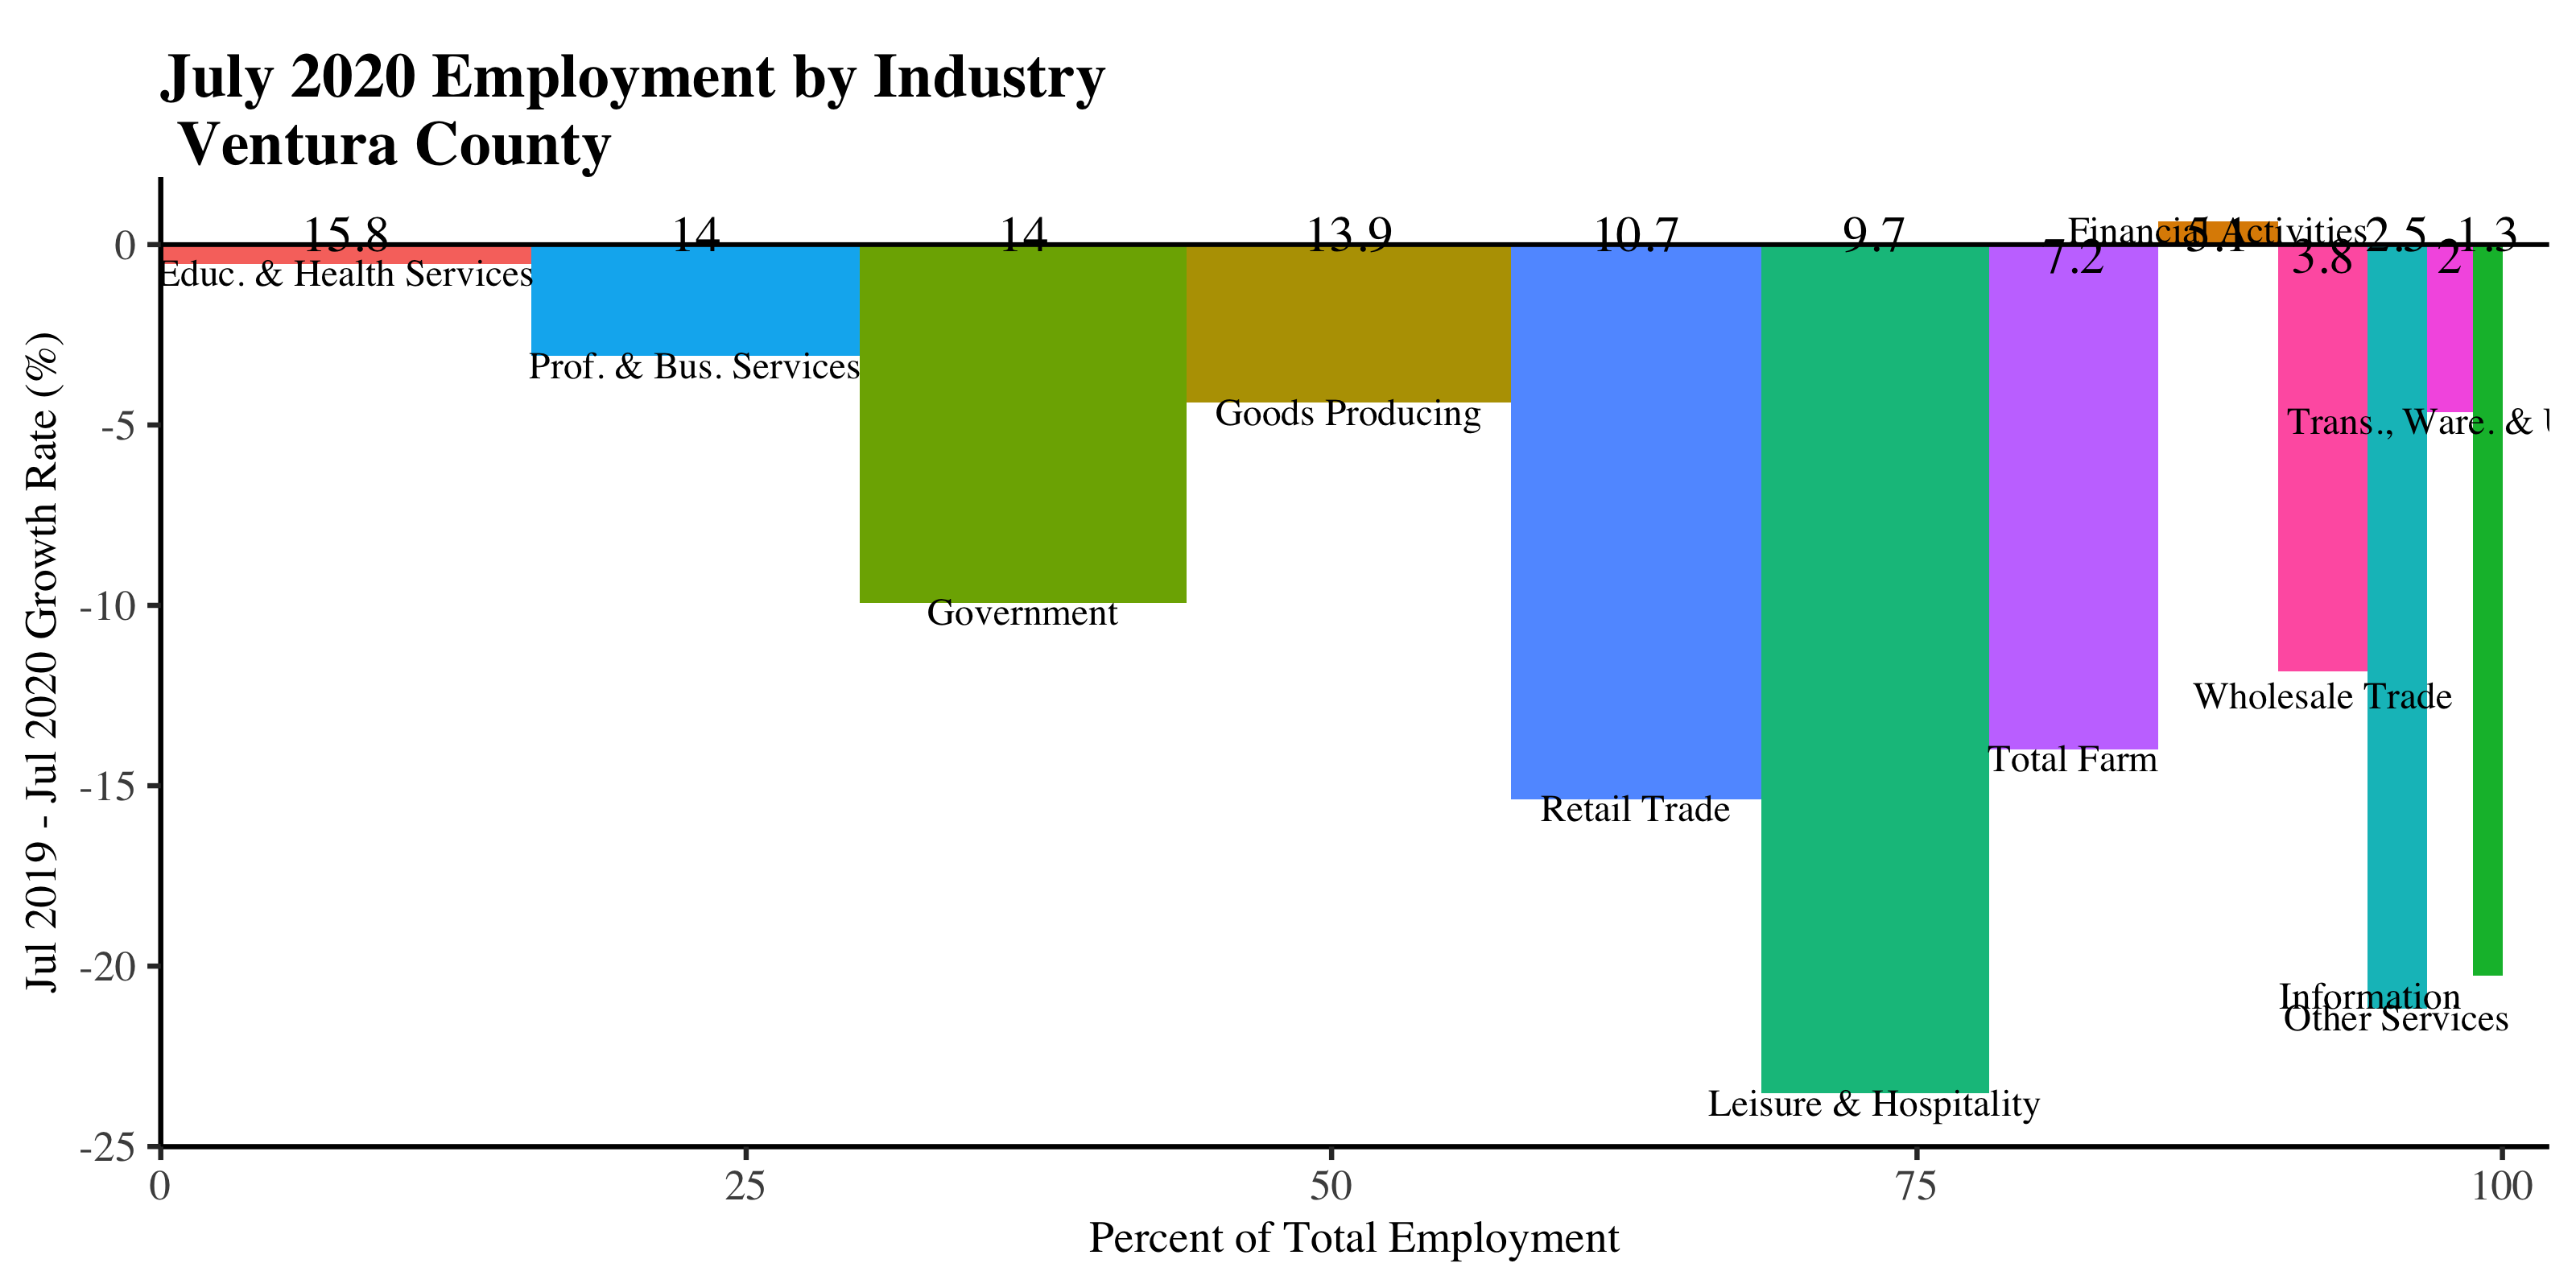 July 2020 Employment by Industry
Ventura County
Jul 2019 - Jul 2020 Growth Rate (%)
0
-5
-10
-15
-20
-25
15.8
14
14
13.9
10.7
9.7
7.2
5.1
3.8
2.5
2
1.3
Financial Activities
Educ. & Health Services
Prof. & Bus. Services
Goods Producing
Trans., Ware. &
Government
Wholesale Trade
Total Farm
Retail Trade
Information
Other Services
Leisure & Hospitality
0
25
50
75
100
Percent of Total Employment